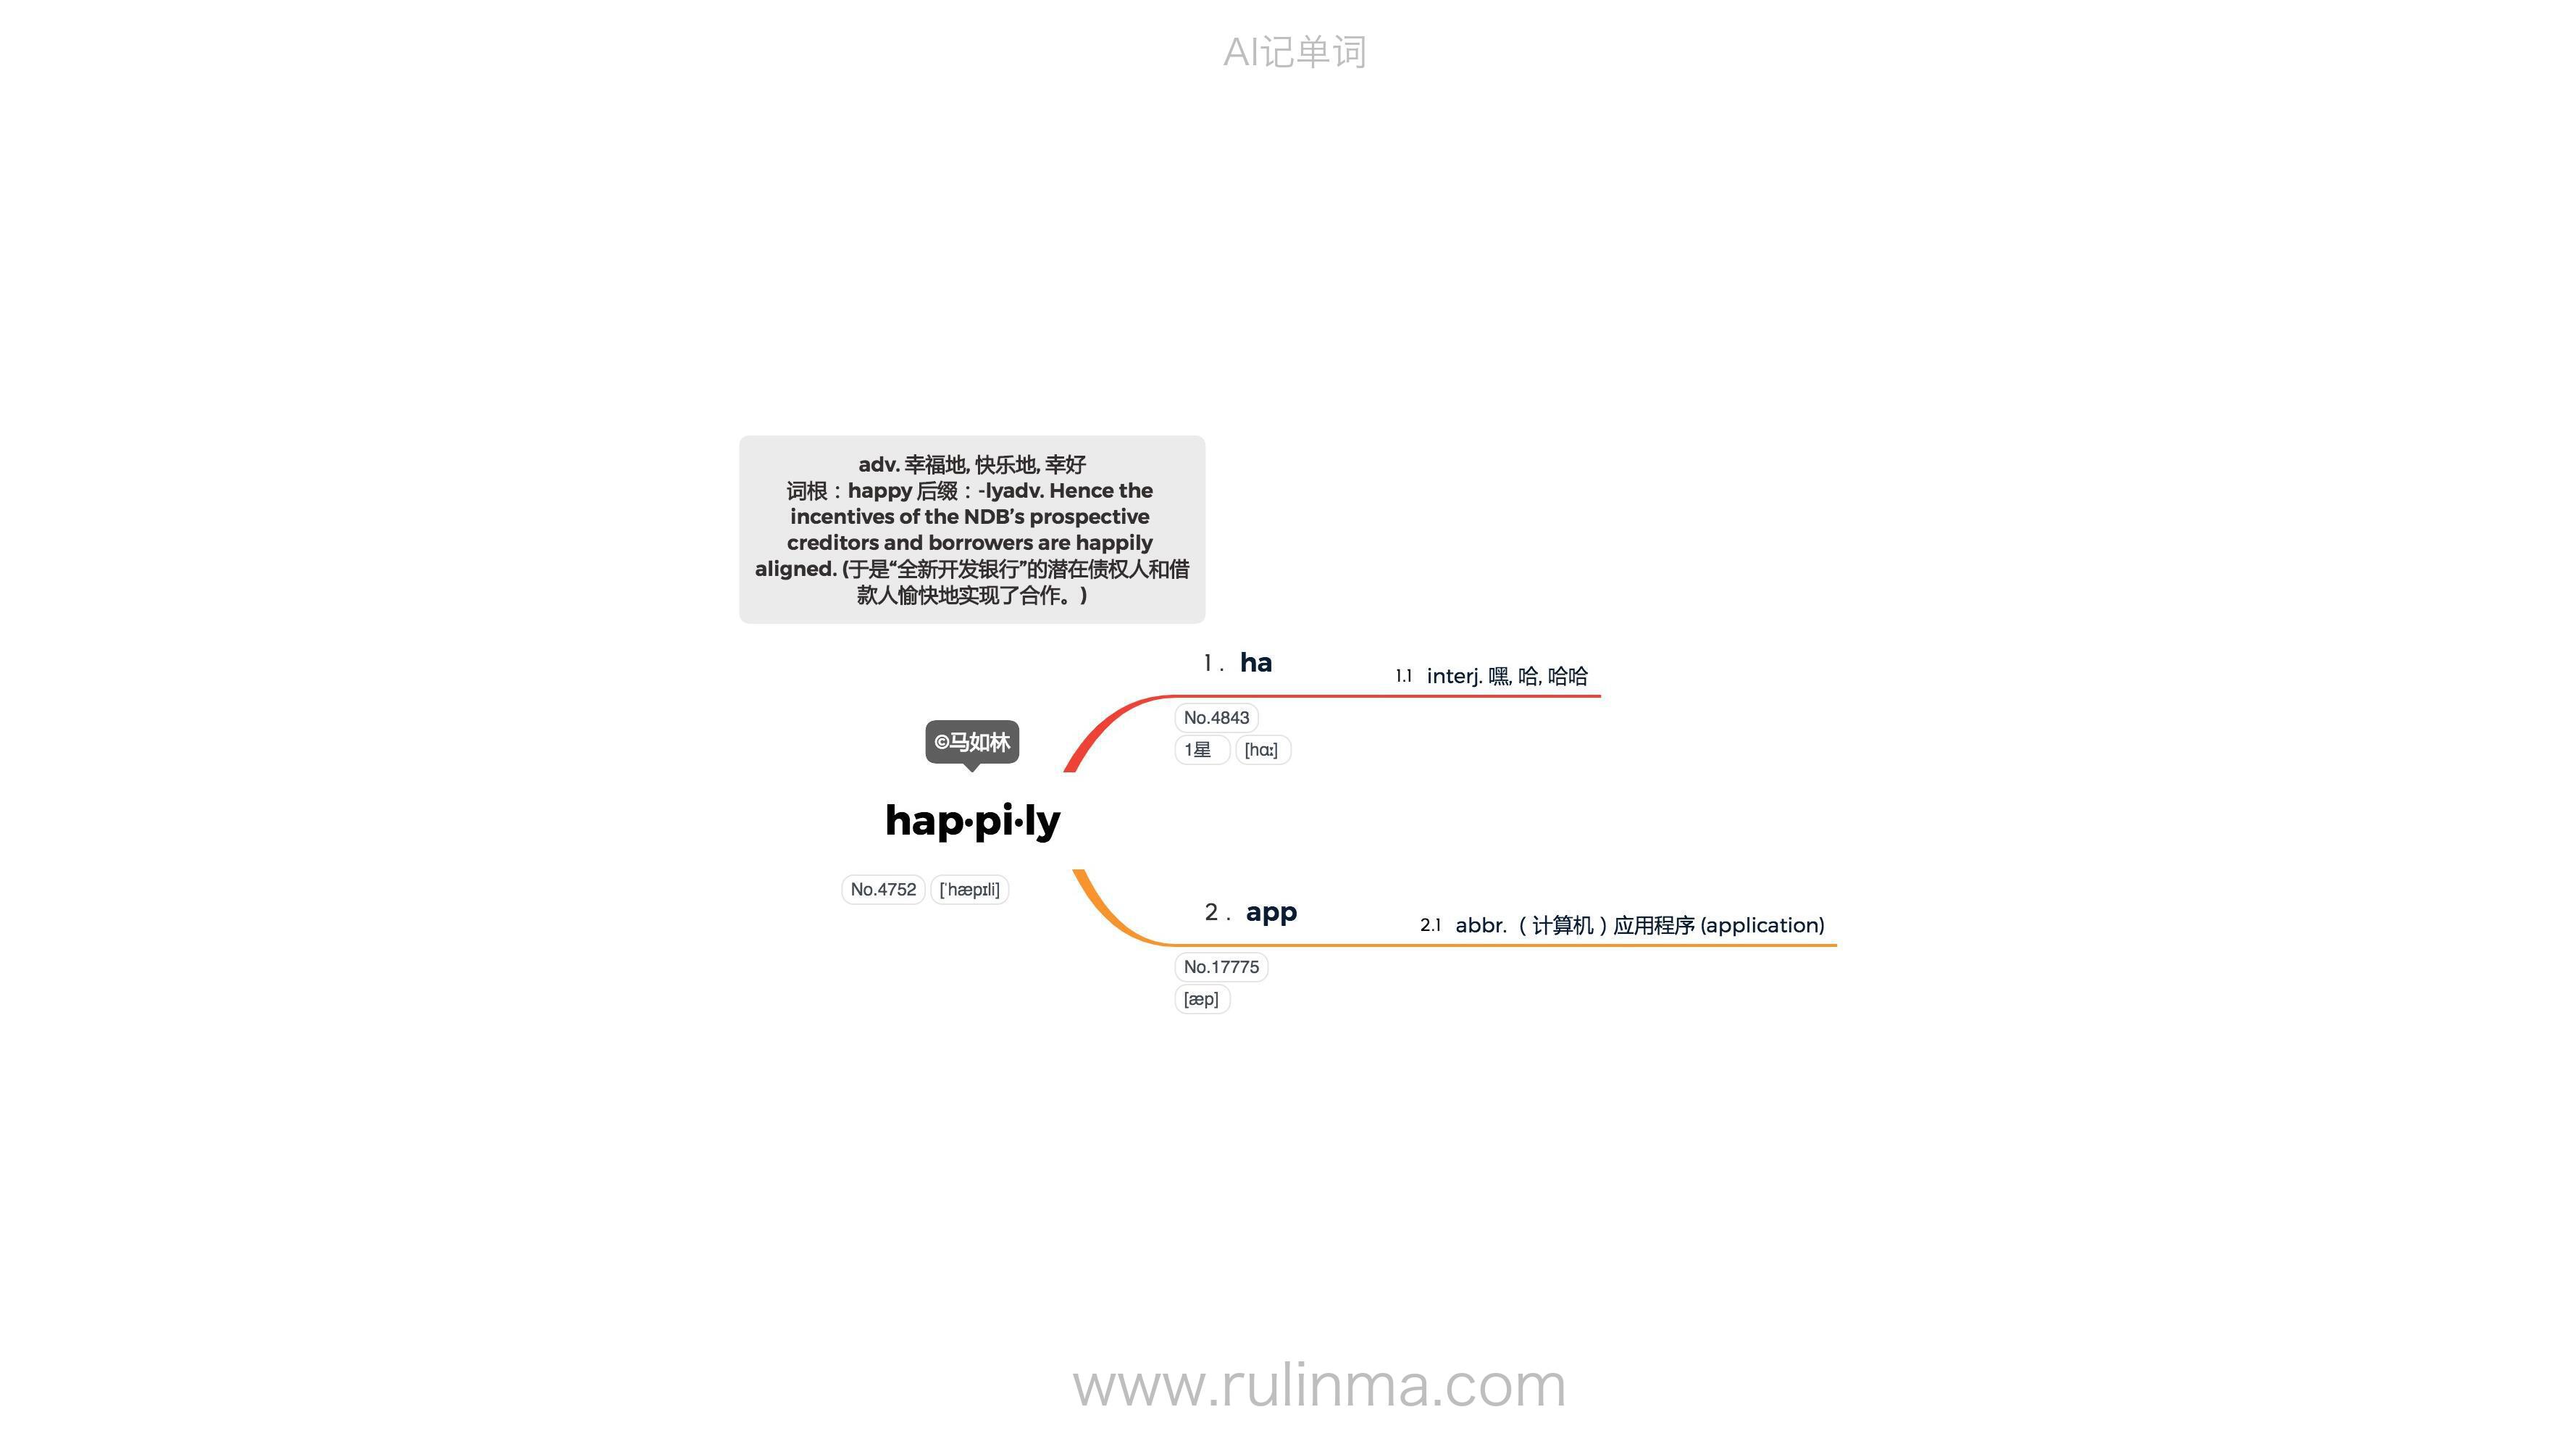 AI记单词
adv. 幸福地, 快乐地, 幸好
词根：happy 后缀：-lyadv. Hence the
incentives of the NDB’s prospective
creditors and borrowers are happily
aligned. (于是“全新开发银行”的潜在债权人和借
款人愉快地实现了合作。)
1. ha
1.1 interj. 嘿, 哈, 哈哈
No.4843
1星 [hɑː]
©马如林
hap·pi·ly
No.4752 [ˈhæpɪli]
2. app
2.1 abbr.（计算机）应用程序 (application)
No.17775
[æp]
www.rulinma.com